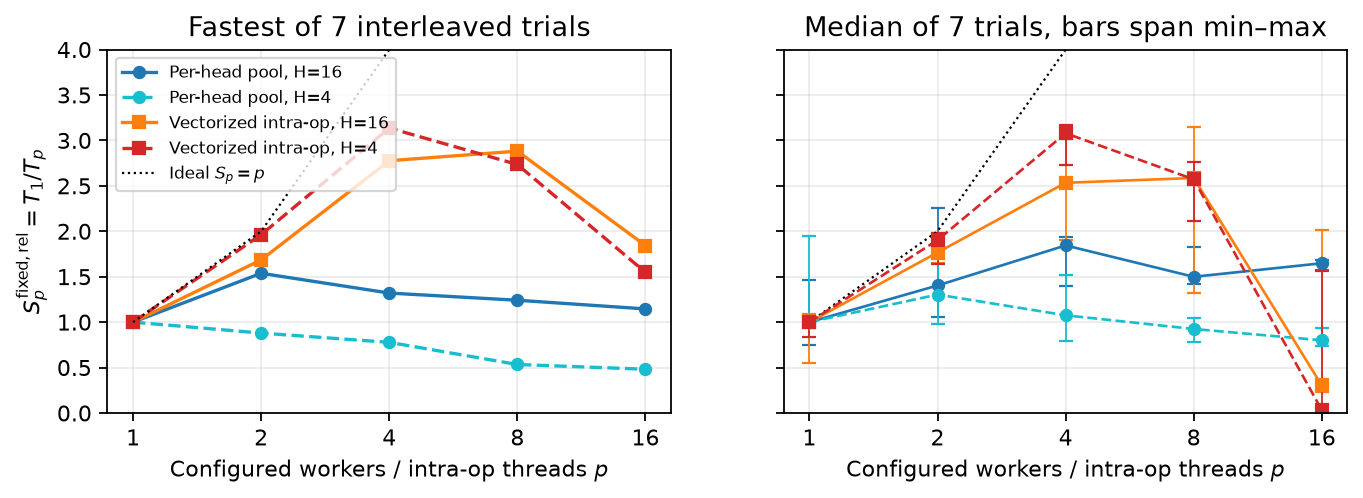 Fastest of 7 interleaved trials
4.0
3.5
3.0
2.5
2.0
1.5
1.0
0.5
0.0
S_p^{fixed, rel} = T_1/T_p
Per-head pool, H=16
Per-head pool, H=4
Vectorized intra-op, H=16
Vectorized intra-op, H=4
Ideal S_p = p
1 2 4 8 16
Configured workers / intra-op threads p
Median of 7 trials, bars span min–max
1 2 4 8 16
Configured workers / intra-op threads p